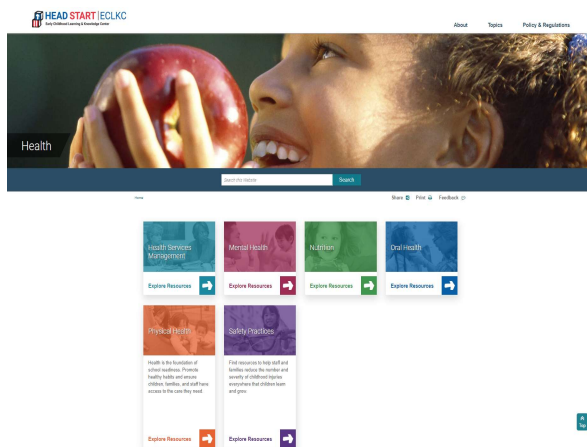 HEAD START | ECLKC
Early Childhood Learning & Knowledge Center
About Topics Policy & Regulations
Health
Search this website Search
Share Print Feedback
Health Services
Management
Explore Resources
Mental Health
Explore Resources
Nutrition
Explore Resources
Oral Health
Explore Resources
Physical Health
Health is the foundation of
school readiness. Promote
healthy habits and ensure
children, families, and staff have
access to the care they need.
Explore Resources
Safety Practices
Find resources to help staff and
families reduce the number and
severity of childhood injuries
everywhere that children learn
and grow.
Explore Resources
Top